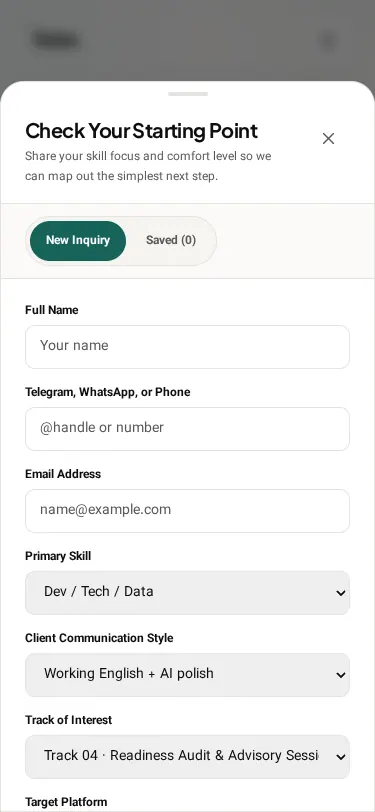 Check Your Starting Point
Share your skill focus and comfort level so we
can map out the simplest next step.
New Inquiry
Saved (0)
Full Name
Your name
Telegram, WhatsApp, or Phone
@handle or number
Email Address
name@example.com
Primary Skill
Dev / Tech / Data
Client Communication Style
Working English + AI polish
Track of Interest
Track 04 · Readiness Audit & Advisory Sessi
Target Platform